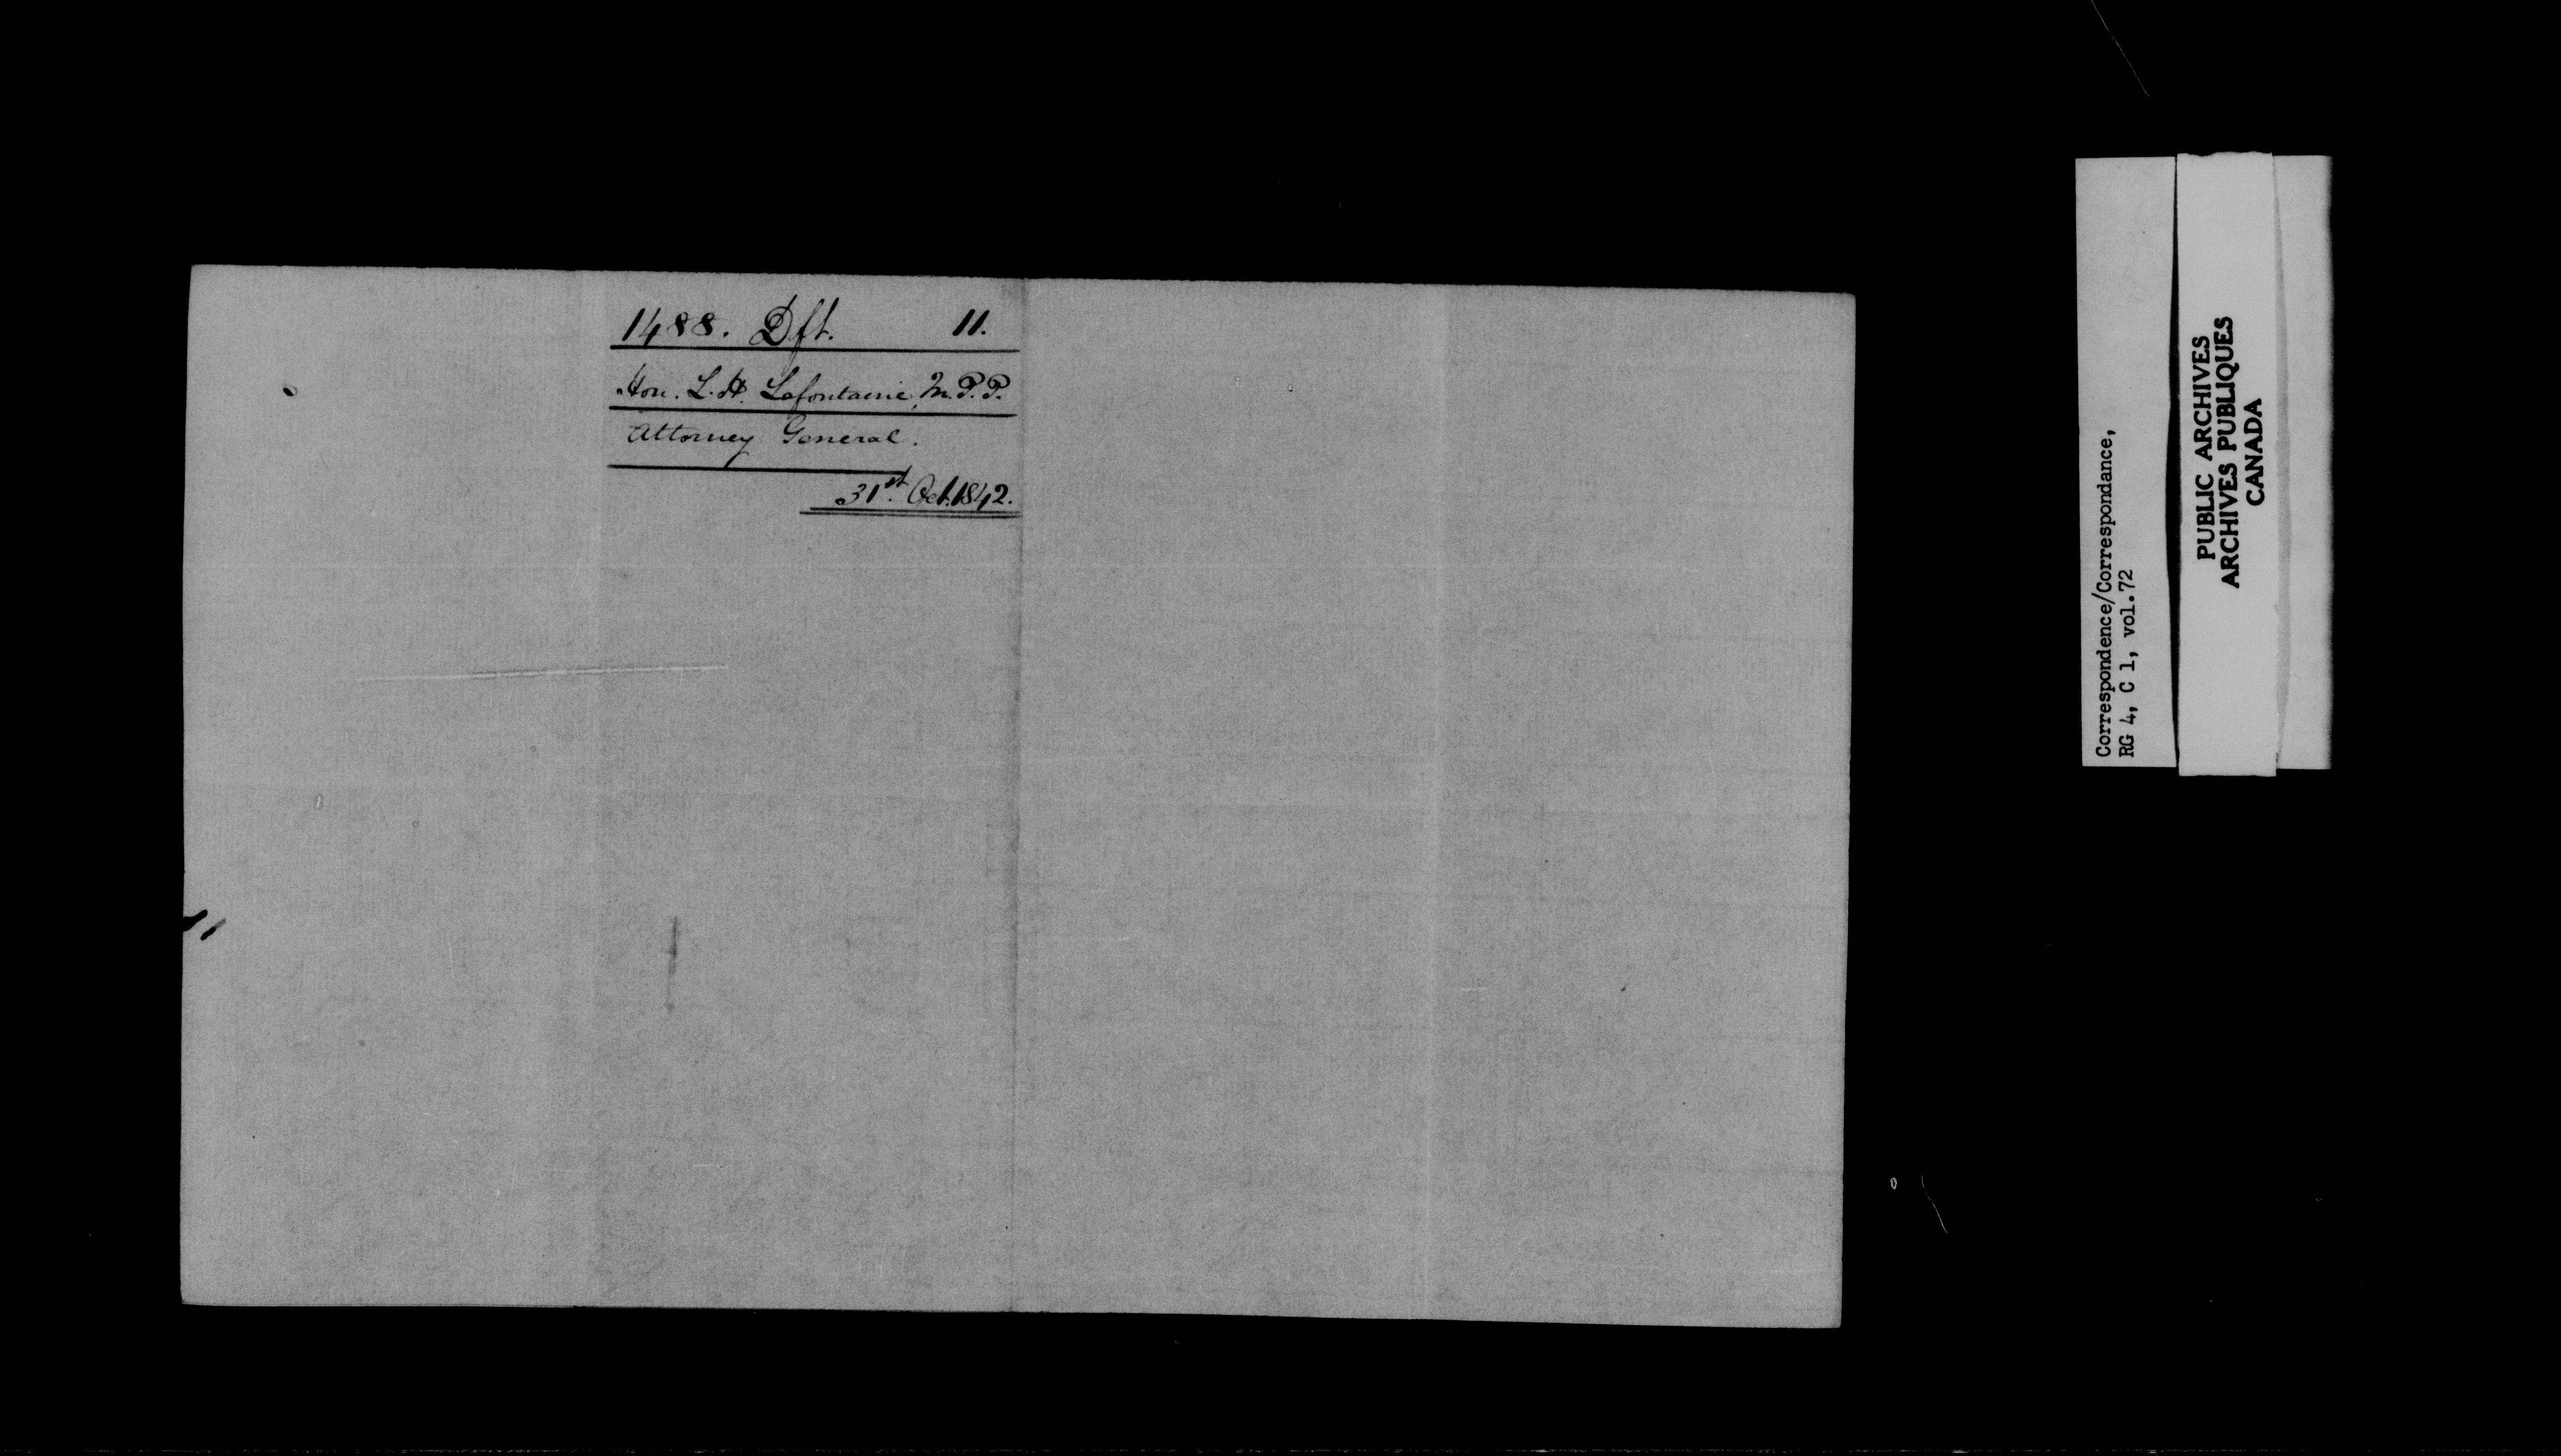 1488. Dft. 11.
Hon. L. H. Lafontaine, M.P.P.
Attorney General.
31st. Oct. 1842.
Correspondence/Correspondance,
RG 4, C 1, vol.72
PUBLIC ARCHIVES
ARCHIVES PUBLIQUES
CANADA